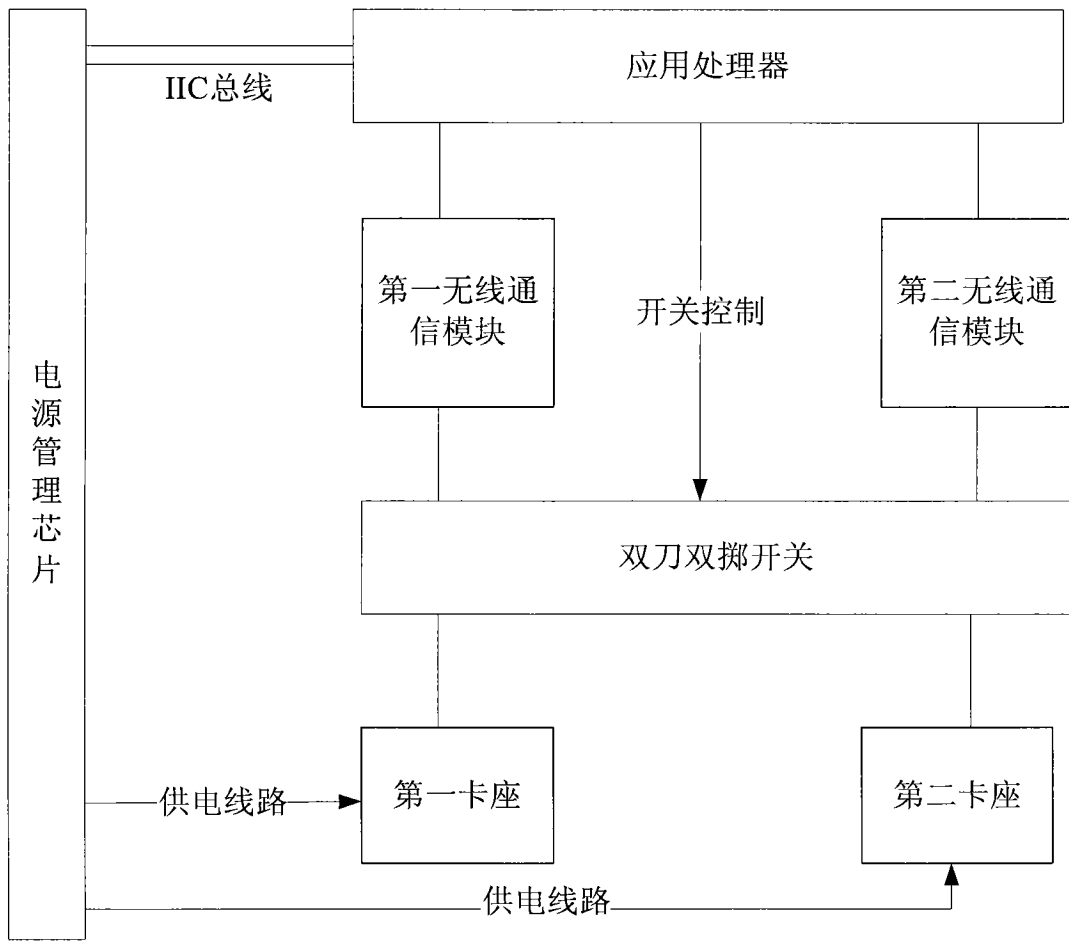 应用处理器
IIC总线
第一无线通
信模块
开关控制
第二无线通
信模块
电源管理芯片
双刀双掷开关
第一卡座
第二卡座
供电线路
供电线路